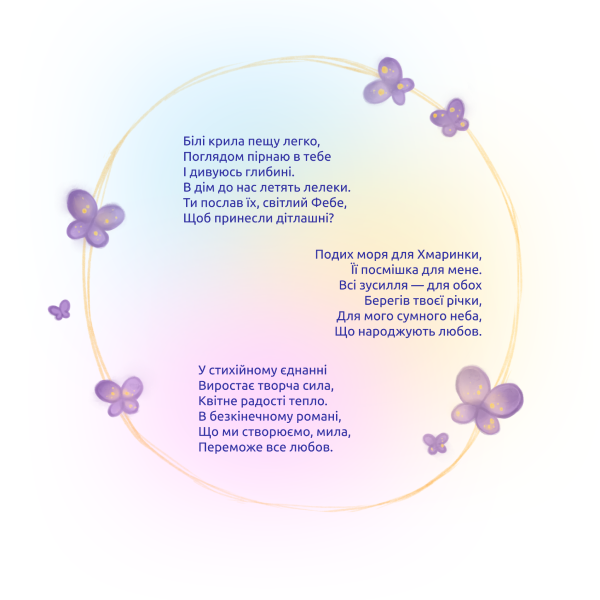 Білі крила пещу легко,
Поглядом пірнаю в тебе
І дивуюсь глибині.
В дім до нас летять лелеки.
Ти послав їх, світлий Фебе,
Щоб принесли дітлашні?
Подих моря для Хмаринки,
Її посмішка для мене.
Всі зусилля — для обох
Берегів твоєї річки,
Для мого сумного неба,
Що народжують любов.
У стихійному єднанні
Виростає творча сила,
Квітне радості тепло.
В безкінечному романі,
Що ми створюємо, мила,
Переможе все любов.